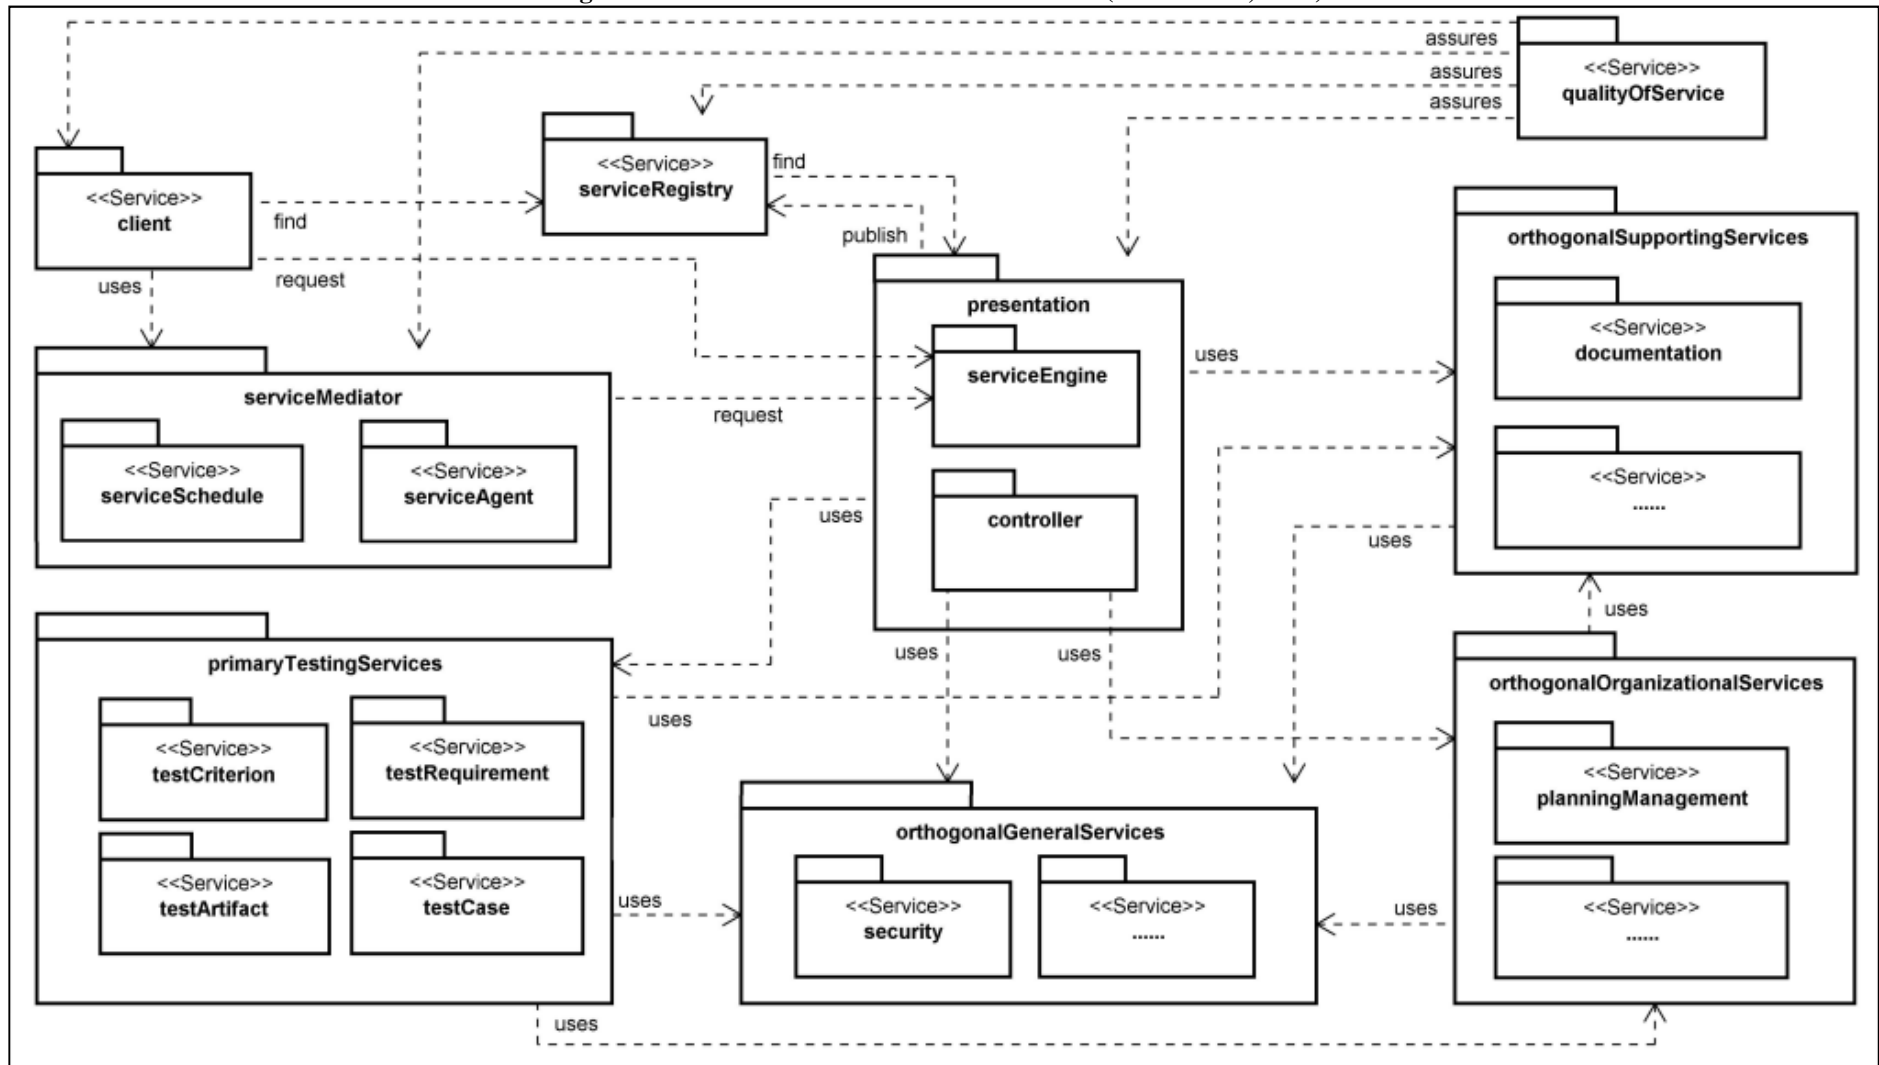 assures
<<Service>>
qualityOfService
assures
assures
<<Service>>
serviceRegistry
find
<<Service>>
client
find
publish
orthogonalSupportingServices
request
uses
presentation
<<Service>>
documentation
uses
serviceEngine
serviceMediator
request
<<Service>>
serviceSchedule
<<Service>>
serviceAgent
<<Service>>
......
uses
controller
uses
uses
uses
uses
primaryTestingServices
orthogonalOrganizationalServices
uses
<<Service>>
testCriterion
<<Service>>
testRequirement
<<Service>>
planningManagement
orthogonalGeneralServices
<<Service>>
testArtifact
<<Service>>
testCase
uses
<<Service>>
security
<<Service>>
......
uses
<<Service>>
......
uses